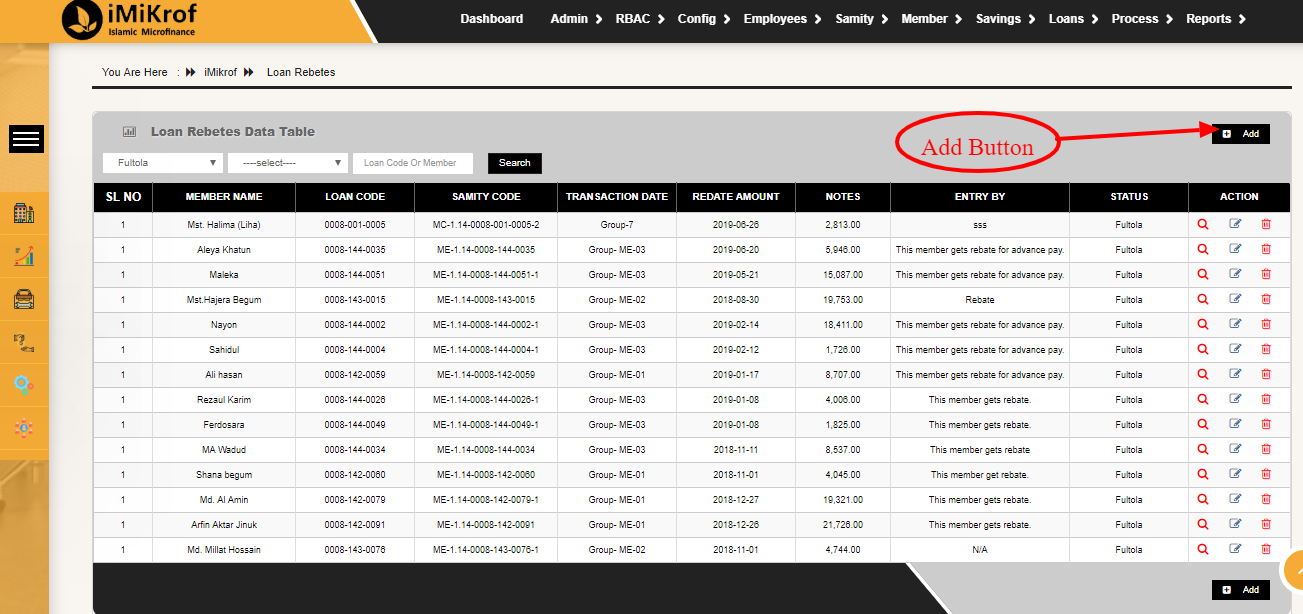 iMiKrof
Islamic Microfinance
Dashboard Admin RBAC Config Employees Samity Member Savings Loans Process Reports
You Are Here : iMikrof Loan Rebetes
Loan Rebetes Data Table
Add Button
Add
Fultola ----select---- Loan Code Or Member Search
SL NO MEMBER NAME LOAN CODE SAMITY CODE TRANSACTION DATE REDATE AMOUNT NOTES ENTRY BY STATUS ACTION
1 Mst. Halima (Liha) 0008-001-0005 MC-1.14-0008-001-0005-2 Group-7 2019-06-26 2,813.00 sss Fultola
1 Aleya Khatun 0008-144-0035 ME-1.14-0008-144-0035 Group- ME-03 2019-06-20 5,946.00 This member gets rebate for advance pay. Fultola
1 Maleka 0008-144-0051 ME-1.14-0008-144-0051-1 Group- ME-03 2019-05-21 15,087.00 This member gets rebate for advance pay. Fultola
1 Mst.Hajera Begum 0008-143-0015 ME-1.14-0008-143-0015 Group- ME-02 2018-08-30 19,753.00 Rebate Fultola
1 Nayon 0008-144-0002 ME-1.14-0008-144-0002-1 Group- ME-03 2019-02-14 18,411.00 This member gets rebate for advance pay. Fultola
1 Sahidul 0008-144-0004 ME-1.14-0008-144-0004-1 Group- ME-03 2019-02-12 1,726.00 This member gets rebate for advance pay. Fultola
1 Ali hasan 0008-142-0059 ME-1.14-0008-142-0059 Group- ME-01 2019-01-17 8,707.00 This member gets rebate for advance pay. Fultola
1 Rezaul Karim 0008-144-0026 ME-1.14-0008-144-0026-1 Group- ME-03 2019-01-08 4,006.00 This member gets rebate. Fultola
1 Ferdosara 0008-144-0049 ME-1.14-0008-144-0049-1 Group- ME-03 2019-01-08 1,825.00 This member gets rebate. Fultola
1 MA Wadud 0008-144-0034 ME-1.14-0008-144-0034 Group- ME-03 2018-11-11 8,537.00 This member gets rebate Fultola
1 Shana begum 0008-142-0060 ME-1.14-0008-142-0060 Group- ME-01 2018-11-01 4,045.00 This member get rebate. Fultola
1 Md. Al Amin 0008-142-0079 ME-1.14-0008-142-0079-1 Group- ME-01 2018-12-27 19,321.00 This member gets rebate. Fultola
1 Arfin Aktar Jinuk 0008-142-0091 ME-1.14-0008-142-0091 Group- ME-01 2018-12-26 21,726.00 This member gets rebate. Fultola
1 Md. Millat Hossain 0008-143-0076 ME-1.14-0008-143-0076-1 Group- ME-02 2018-11-01 4,744.00 N/A Fultola
Add